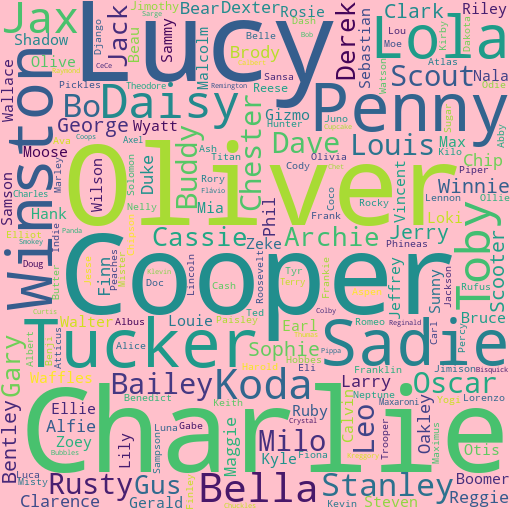 Jax
Shadow
Olive
Wallace
Winston
Lucy
Jack
Jimothy
Sarge
Django
CeCe
Beau
Sammy
Pickles
Bear
Dexter
Malcolm
Belle
Rosie
Dash
Bob
Brody
Sansa
Theodore
Remington
Reese
Derek
Sebastian
Lou
Moe
Clark
Lola
Kirby
Riley
Dakota
Scout
Nala
Atlas
Watson
Odie
Bo
Daisy
George
Wyatt
Moose
Samson
Charles
Hank
Marley
Wilson
Axel
Solomon
Duke
Nelly
Buddy
Chester
Gizmo
Hunter
Juno
Cupcake
Ash
Titan
Dave
Olivia
Cody
Rory
Flávio
Mia
Phil
Frank
Coco
Penny
Louis
Max
Kilo
Sugar
Chip
Abby
Piper
Rocky
Lennon
Ollie
Loki
Winnie
Vincent
Phineas
Oliver
Cooper
Toby
Scooter
Indie
Panda
Smokey
Doug
Butter
Finn
Peaches
Klevin
Albus
Doc
Cassie
Archie
Zeke
Tyr
Terry
Frankie
Jerry
Jeffrey
Sunny
Jackson
Rufus
Bruce
Percy
Carl
Cash
Lincoln
Roosevelt
Colby
Romeo
Reginald
Tucker
Sadie
Gary
Curtis
Walter
Albert
Atticus
Alice
Louie
Paisley
Ted
Earl
Sophie
Hobbes
Eli
Pippa
Franklin
Jimison
Bisquick
Waffles
Bentley
Ellie
Alfie
Zoey
Bubbles
Bailey
Benedict
Koda
Keith
Crystal
Ruby
Larry
Neptune
Maxaroni
Calvin
Leo
Oscar
Yogi
Lorenzo
Trooper
Oakley
Maximus
Otis
Charlie
Lily
Luna
Gabe
Sampson
Milo
Maggie
Kyle
Fiona
Luca
Misty
Rusty
Gus
Finley
Bella
Stanley
Boomer
Reggie
Clarence
Gerald
Kevin
Steven